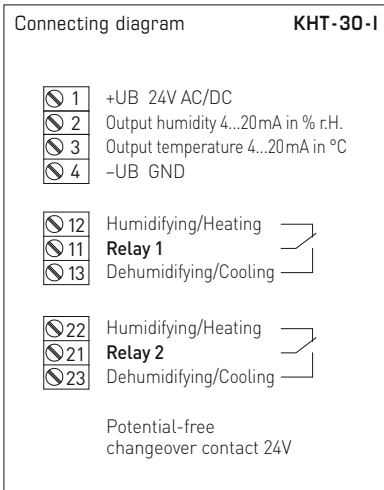 Connecting diagram KHT-30-I
1 +UB 24V AC/DC
2 Output humidity 4...20mA in % r.H.
3 Output temperature 4...20mA in °C
4 –UB GND
12 Humidifying/Heating
11 Relay 1
13 Dehumidifying/Cooling
22 Humidifying/Heating
21 Relay 2
23 Dehumidifying/Cooling
Potential-free
changeover contact 24V